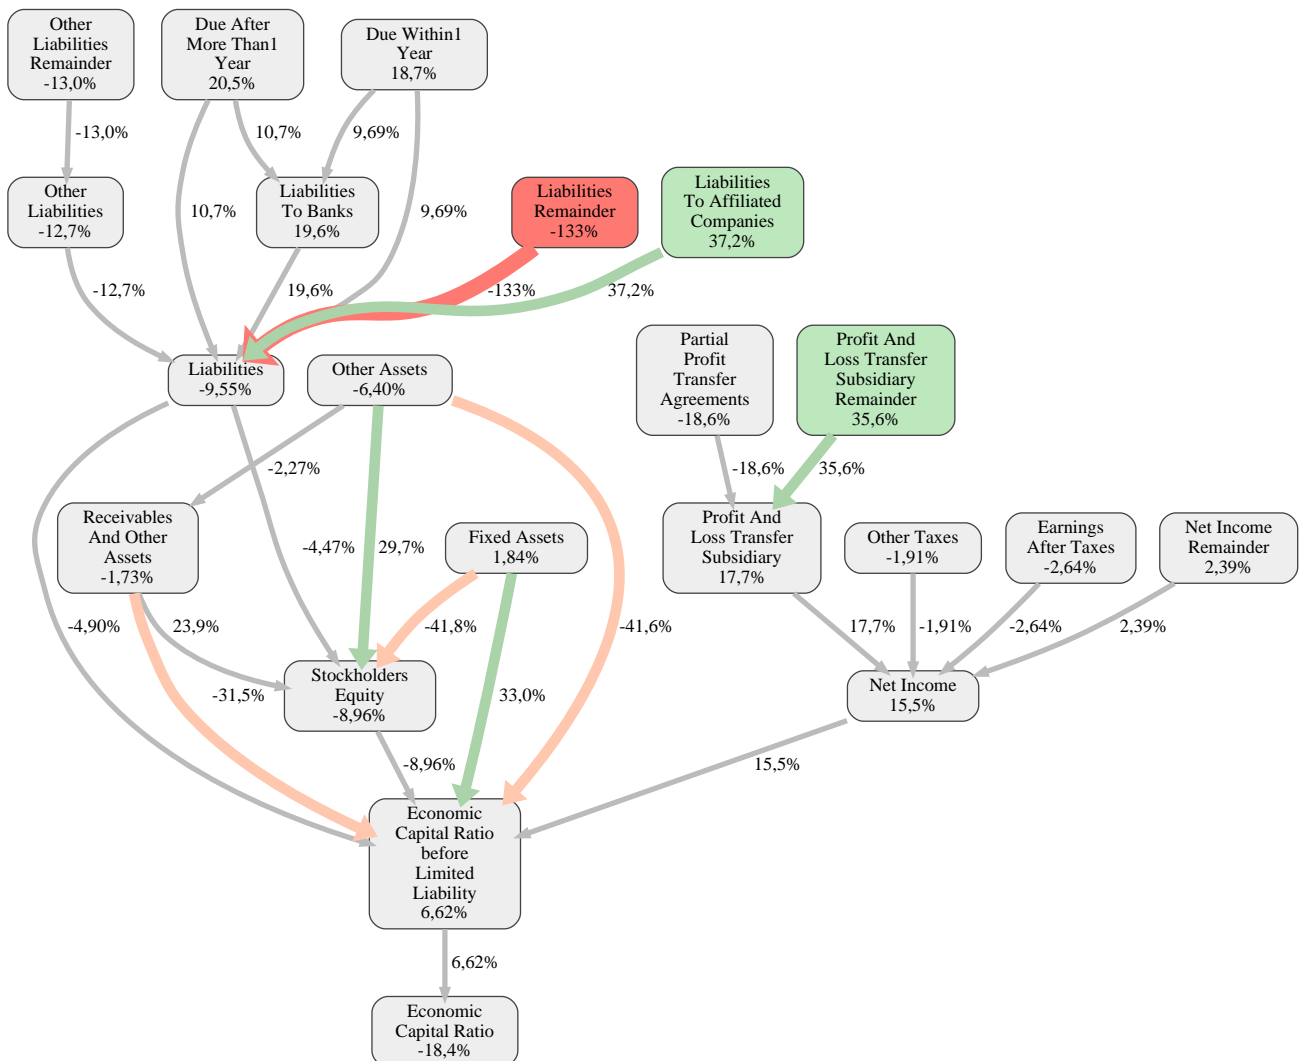 Other
Liabilities
Remainder
-13,0%
Due After
More Than1
Year
20,5%
Due Within1
Year
18,7%
-13,0%
10,7%
9,69%
Other
Liabilities
-12,7%
Liabilities
To Banks
19,6%
Liabilities
Remainder
-133%
Liabilities
To Affiliated
Companies
37,2%
10,7%
9,69%
-12,7%
19,6%
-133%
37,2%
Liabilities
-9,55%
Other Assets
-6,40%
Partial
Profit
Transfer
Agreements
-18,6%
Profit And
Loss Transfer
Subsidiary
Remainder
35,6%
-2,27%
-18,6%
35,6%
Receivables
And Other
Assets
-1,73%
-4,47%
29,7%
Fixed Assets
1,84%
Profit And
Loss Transfer
Subsidiary
17,7%
Other Taxes
-1,91%
Earnings
After Taxes
-2,64%
Net Income
Remainder
2,39%
-4,90%
23,9%
-41,8%
-41,6%
17,7%
-1,91%
-2,64%
2,39%
-31,5%
Stockholders
Equity
-8,96%
33,0%
Net Income
15,5%
-8,96%
15,5%
Economic
Capital Ratio
before
Limited
Liability
6,62%
6,62%
Economic
Capital Ratio
-18,4%